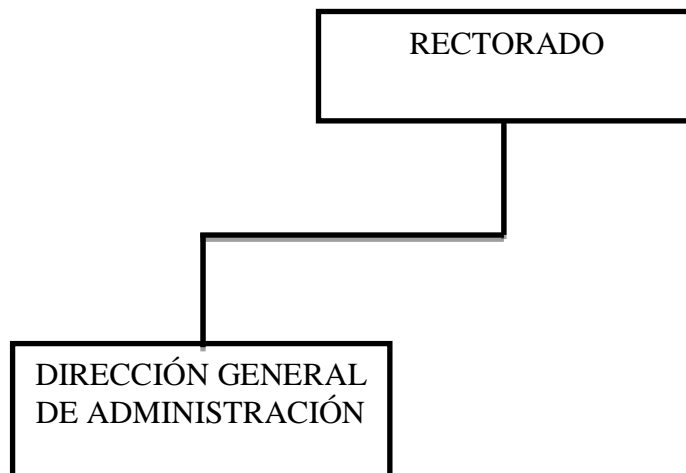 RECTORADO
DIRECCIÓN GENERAL
DE ADMINISTRACIÓN